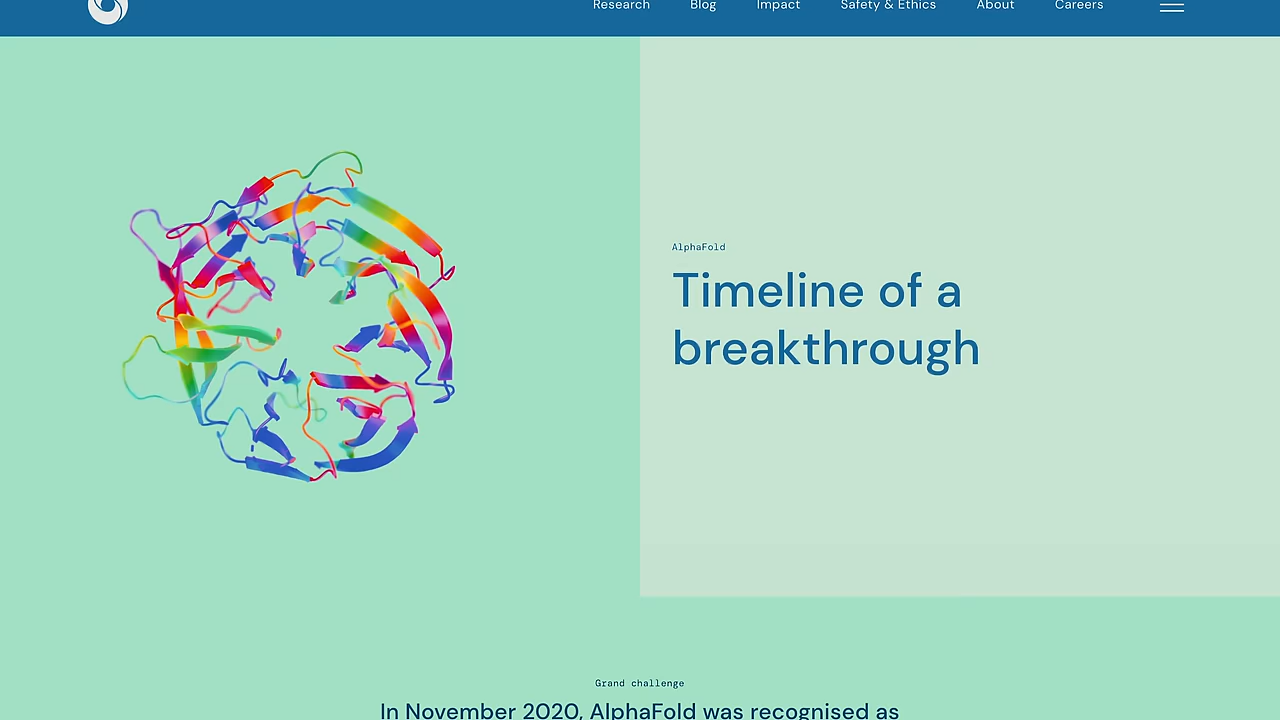 Research Blog Impact Safety & Ethics About Careers
AlphaFold
Timeline of a
breakthrough
Grand challenge
In November 2020, AlphaFold was recognised as